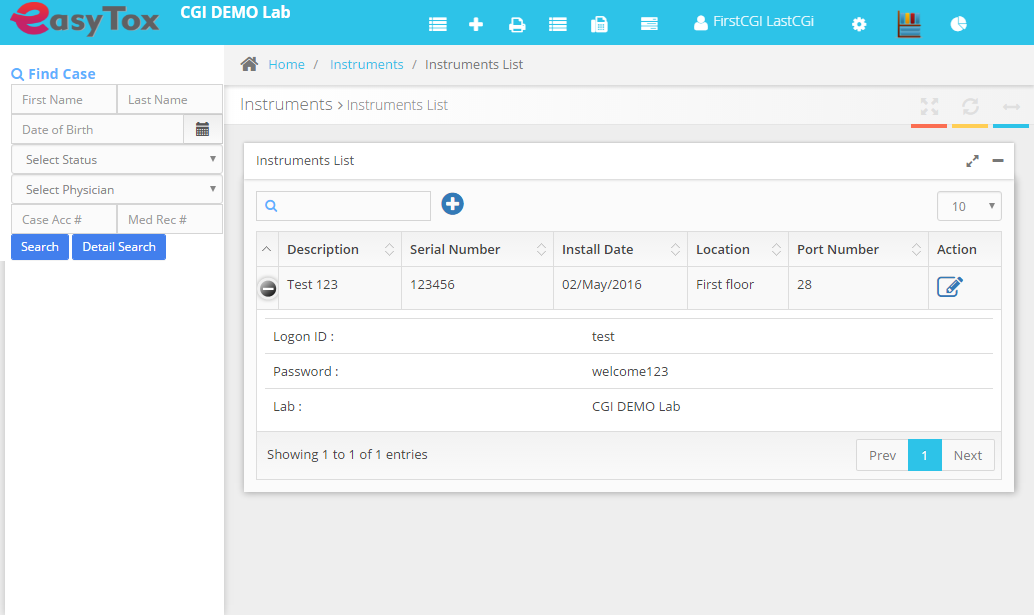 easyTox
CGI DEMO Lab
FirstCGI LastCGi
Find Case
First Name Last Name
Date of Birth
Select Status
Select Physician
Case Acc # Med Rec #
Search Detail Search
Home / Instruments / Instruments List
Instruments > Instruments List
Instruments List
10
Description Serial Number Install Date Location Port Number Action
Test 123 123456 02/May/2016 First floor 28
Logon ID : test
Password : welcome123
Lab : CGI DEMO Lab
Showing 1 to 1 of 1 entries
Prev 1 Next